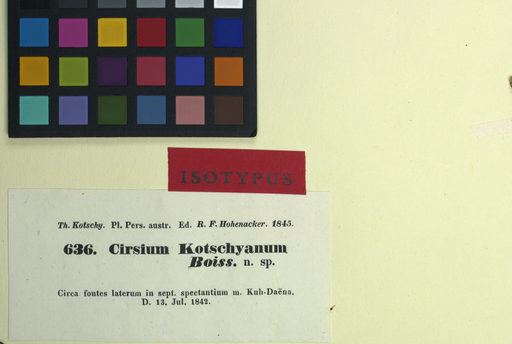 ISOTYPUS
Th. Kotschy. Pl. Pers. austr. Ed. R. F. Hohenacker. 1845.
636. Cirsium Kotschyanum
Boiss. n. sp.
Circa fontes laterum in sept. spectantium m. Kuh-Daëna.
D. 13. Jul. 1842.